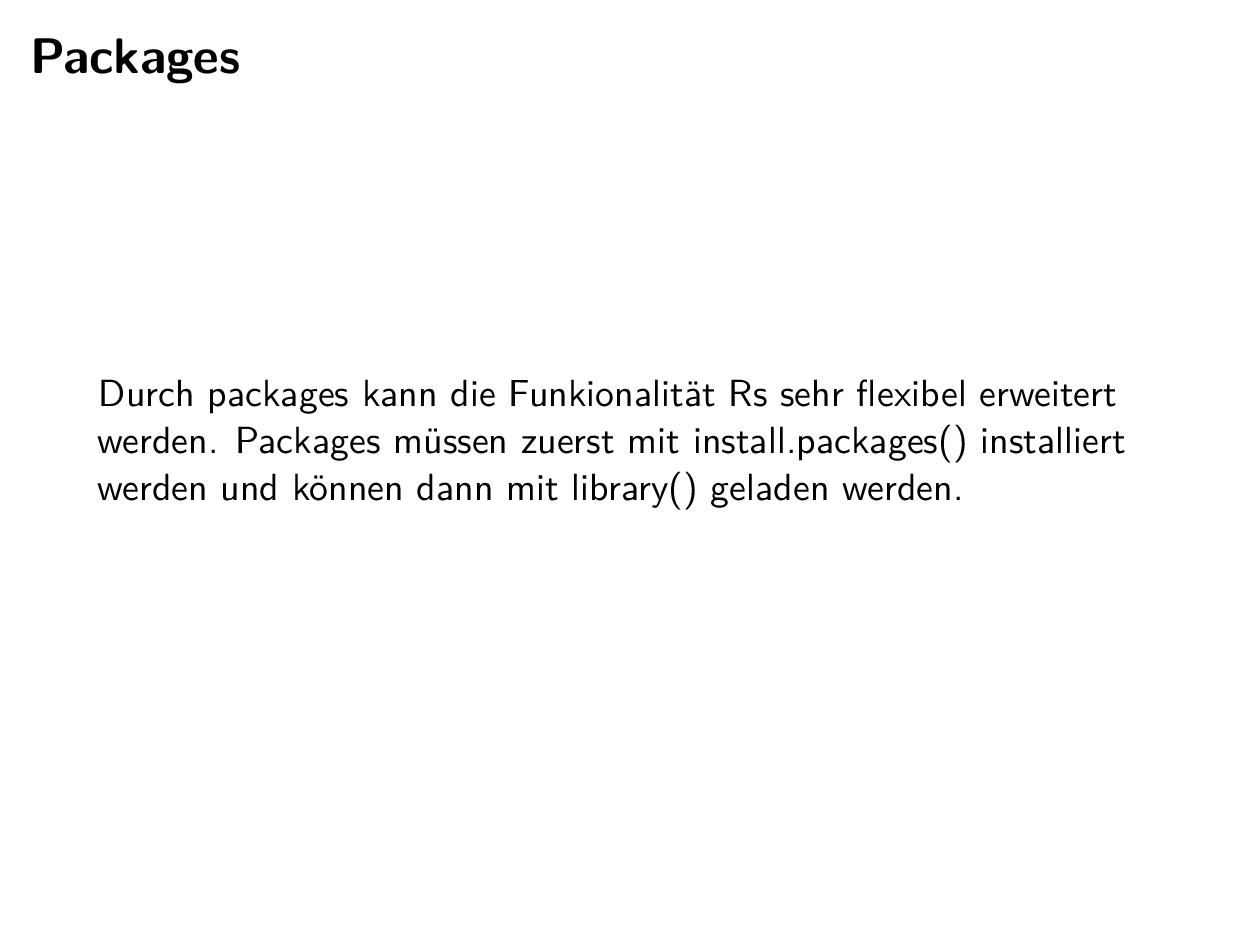 Packages
Durch packages kann die Funkionalität Rs sehr flexibel erweitert
werden. Packages müssen zuerst mit install.packages() installiert
werden und können dann mit library() geladen werden.